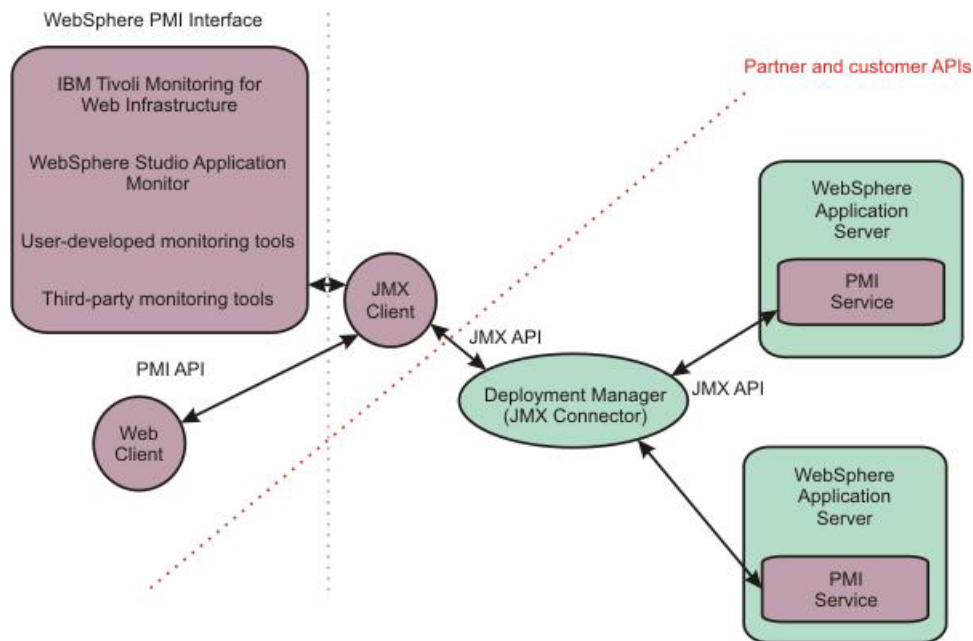 WebSphere PMI Interface
IBM Tivoli Monitoring for
Web Infrastructure
WebSphere Studio Application
Monitor
User-developed monitoring tools
Third-party monitoring tools
Partner and customer APIs
JMX
Client
PMI API
Web
Client
JMX API
Deployment Manager
(JMX Connector)
JMX API
WebSphere
Application
Server
PMI
Service
WebSphere
Application
Server
PMI
Service